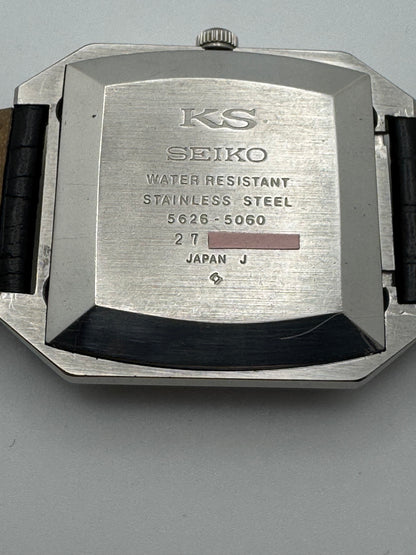 KS
SEIKO
WATER RESISTANT
STAINLESS STEEL
5626-5060
27
JAPAN J